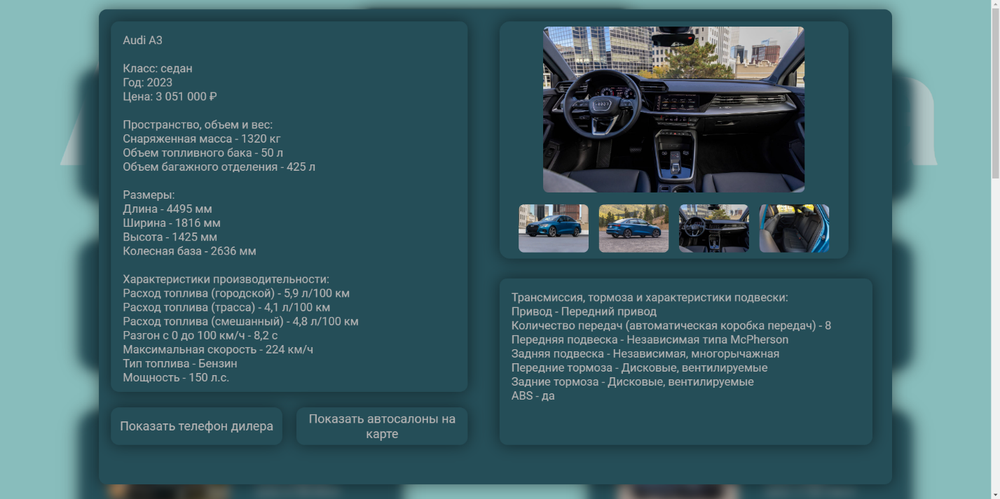 Audi A3
Класс: седан
Год: 2023
Цена: 3 051 000 ₽
Пространство, объем и вес:
Снаряженная масса - 1320 кг
Объем топливного бака - 50 л
Объем багажного отделения - 425 л
Размеры:
Длина - 4495 мм
Ширина - 1816 мм
Высота - 1425 мм
Колесная база - 2636 мм
Характеристики производительности:
Расход топлива (городской) - 5,9 л/100 км
Расход топлива (трасса) - 4,1 л/100 км
Расход топлива (смешанный) - 4,8 л/100 км
Разгон с 0 до 100 км/ч - 8,2 с
Максимальная скорость - 224 км/ч
Тип топлива - Бензин
Мощность - 150 л.с.
Показать телефон дилера
Показать автосалоны на
карте
Трансмиссия, тормоза и характеристики подвески:
Привод - Передний привод
Количество передач (автоматическая коробка передач) - 8
Передняя подвеска - Независимая типа McPherson
Задняя подвеска - Независимая, многорычажная
Передние тормоза - Дисковые, вентилируемые
Задние тормоза - Дисковые, вентилируемые
ABS - да